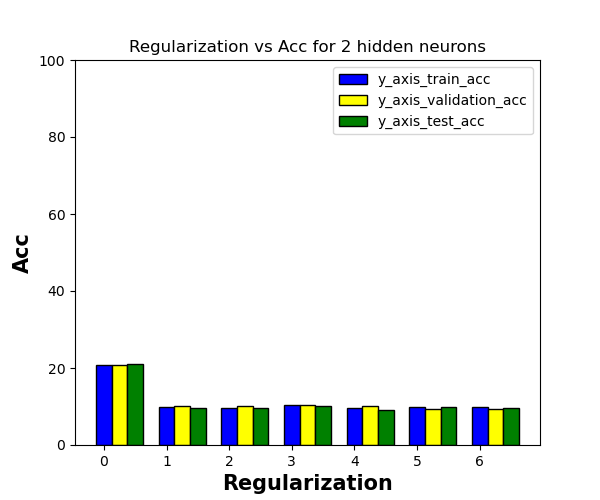 Regularization vs Acc for 2 hidden neurons
100
80
60
40
20
0
Acc
y_axis_train_acc
y_axis_validation_acc
y_axis_test_acc
0 1 2 3 4 5 6
Regularization